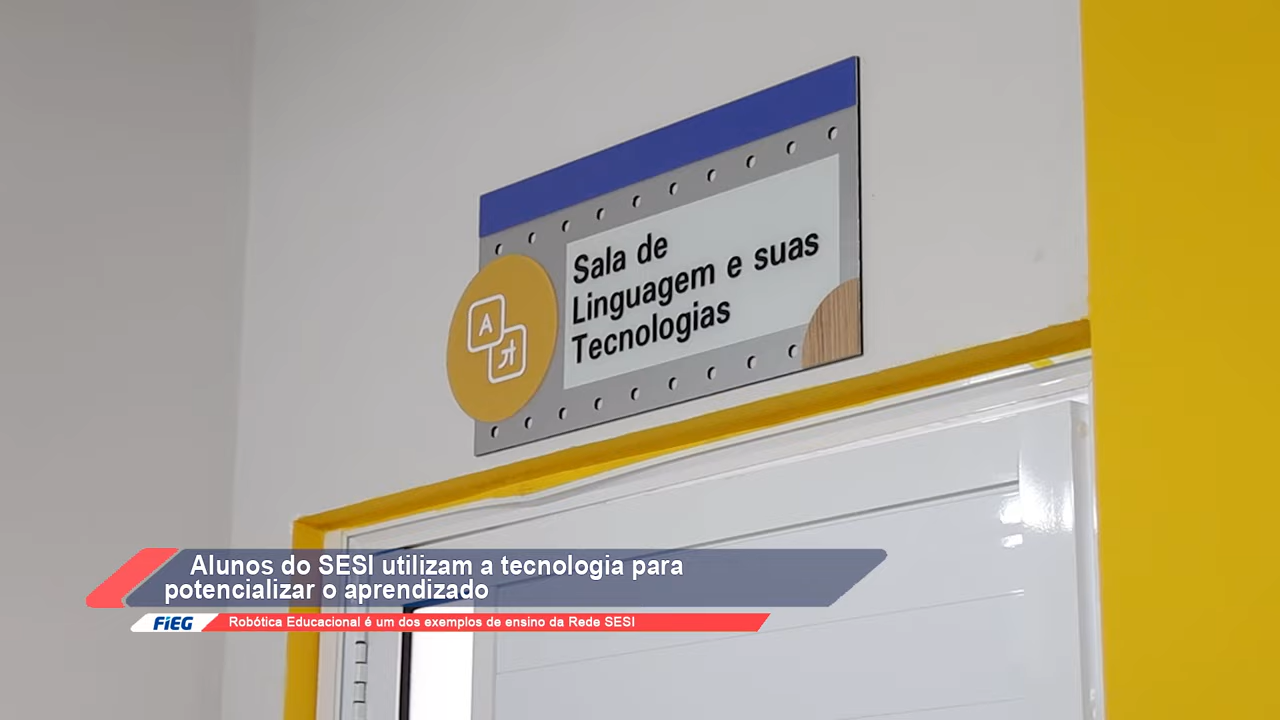 Sala de
Linguagem e suas
Tecnologias
A
Alunos do SESI utilizam a tecnologia para
potencializar o aprendizado
FIEG
Robótica Educacional é um dos exemplos de ensino da Rede SESI